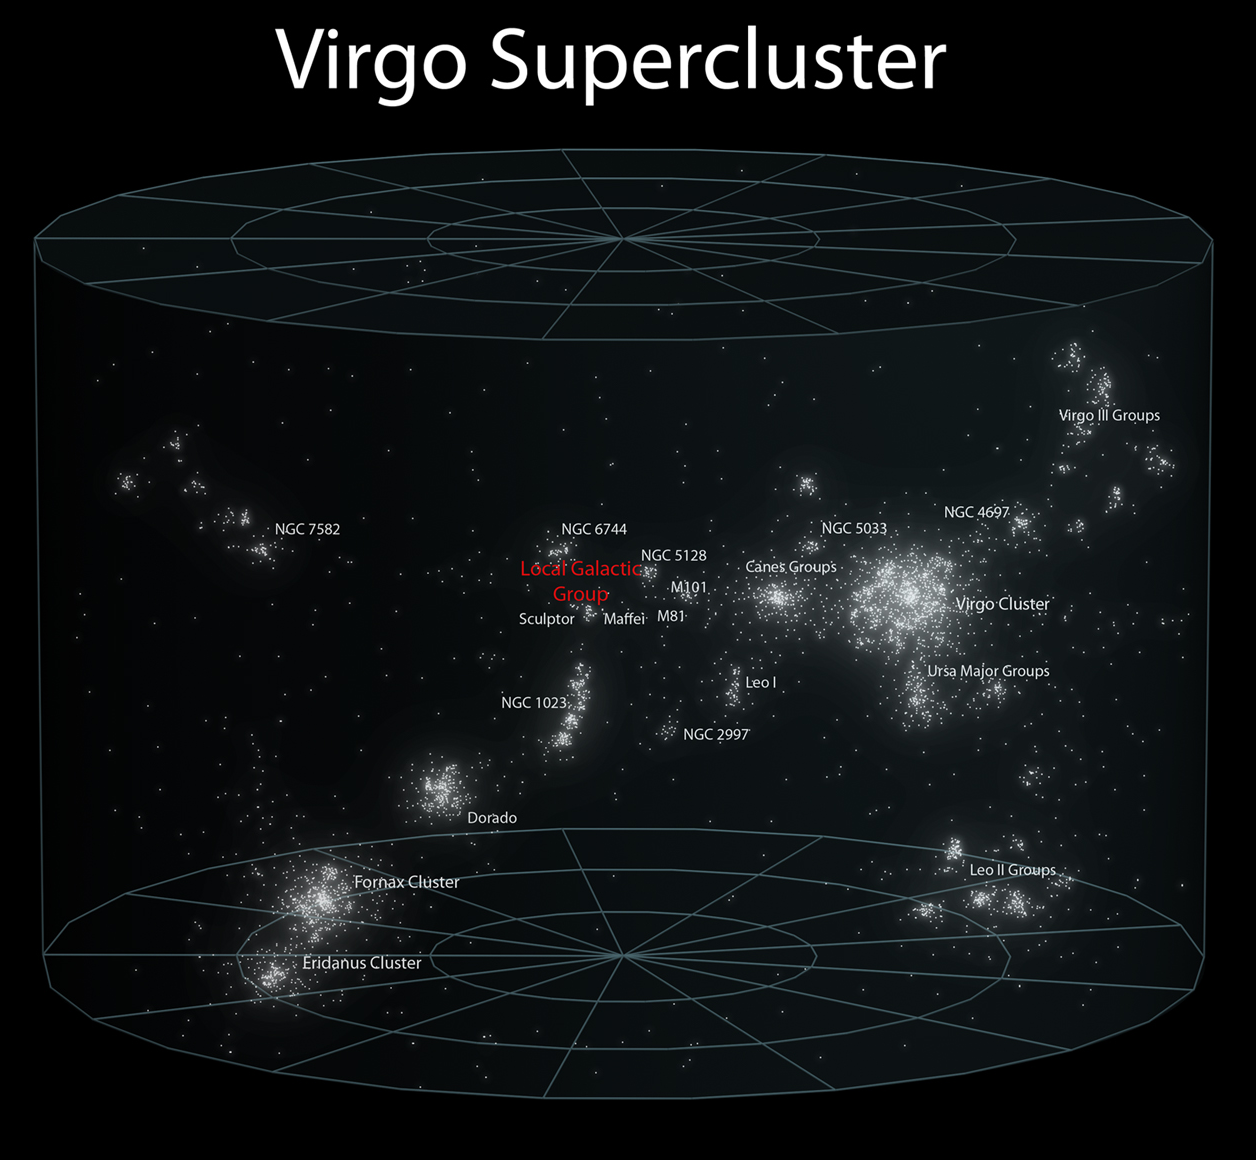 Virgo Supercluster
Virgo III Groups
NGC 4697
NGC 7582
NGC 6744
NGC 5033
NGC 5128
Canes Groups
Local Galactic
Group
M101
Virgo Cluster
Sculptor
Maffei
M81
Ursa Major Groups
Leo I
NGC 1023
NGC 2997
Dorado
Leo II Groups
Fornax Cluster
Eridanus Cluster